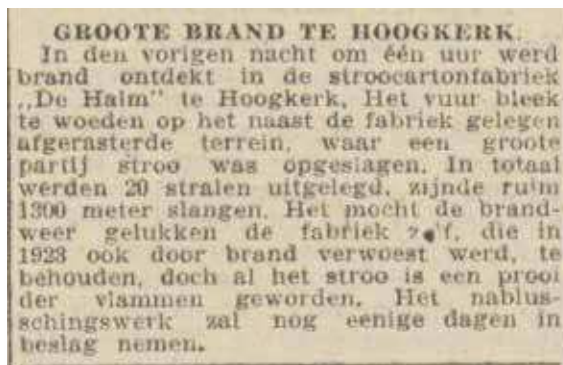 GROOTE BRAND TE HOOGKERK.
In den vorigen nacht om één uur werd
brand ontdekt in de stroocartonfabriek
„De Halm" te Hoogkerk. Het vuur bleek
te woeden op het naast de fabriek gelegen
afgerasterde terrein, waar een groote
partij stroo was opgeslagen. In totaal
werden 20 stralen uitgelegd, zijnde ruim
1300 meter slangen. Het mocht de brand-
weer gelukken de fabriek die in
1923 ook door brand verwoest werd, te
behouden, doch al het stroo is een prooi
der vlammen geworden. Het nablus-
schingswerk zal nog eenige dagen in
beslag nemen.